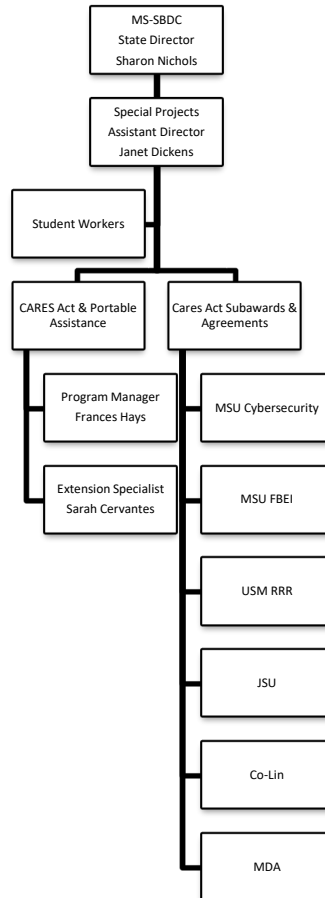 MS-SBDC
State Director
Sharon Nichols
Special Projects
Assistant Director
Janet Dickens
Student Workers
CARES Act & Portable
Assistance
Cares Act Subawards &
Agreements
Program Manager
Frances Hays
Extension Specialist
Sarah Cervantes
MSU Cybersecurity
MSU FBEI
USM RRR
JSU
Co-Lin
MDA